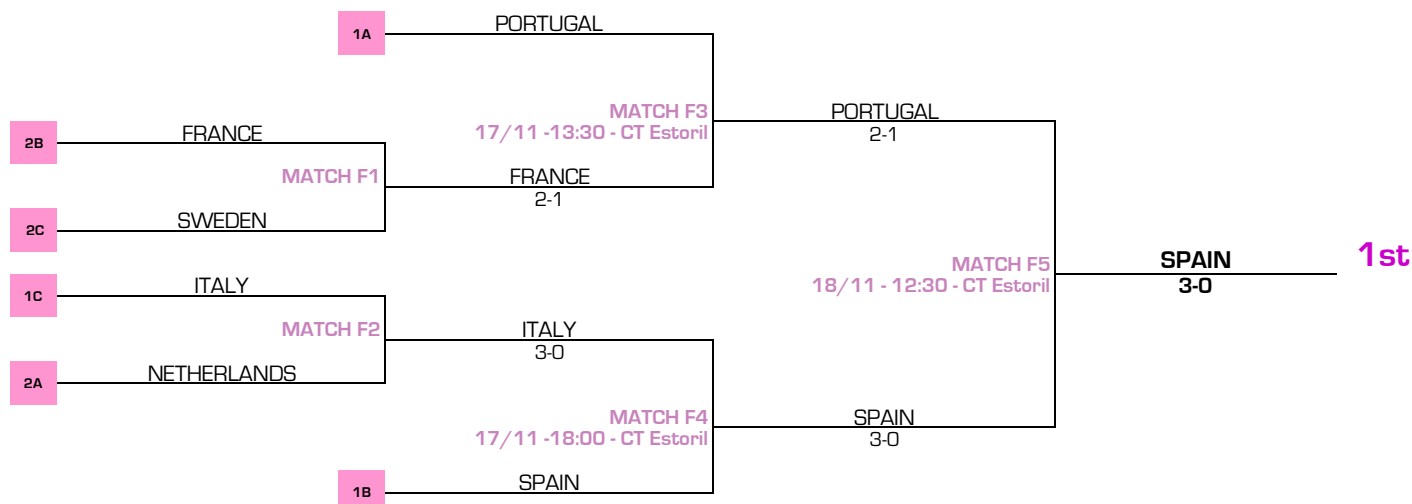 1A
PORTUGAL
MATCH F3
17/11 -13:30 - CT Estoril
PORTUGAL
2-1
2B
FRANCE
MATCH F1
FRANCE
2-1
2C
SWEDEN
MATCH F5
18/11 - 12:30 - CT Estoril
SPAIN
3-0
1st
1C
ITALY
MATCH F2
ITALY
3-0
2A
NETHERLANDS
MATCH F4
17/11 -18:00 - CT Estoril
SPAIN
3-0
1B
SPAIN